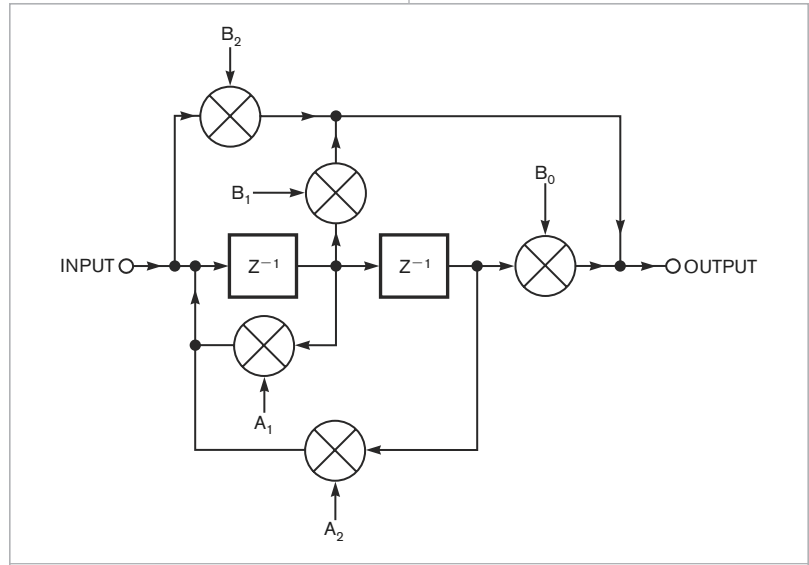 B₂
B₁
B₀
INPUT
Z⁻¹
Z⁻¹
OUTPUT
A₁
A₂